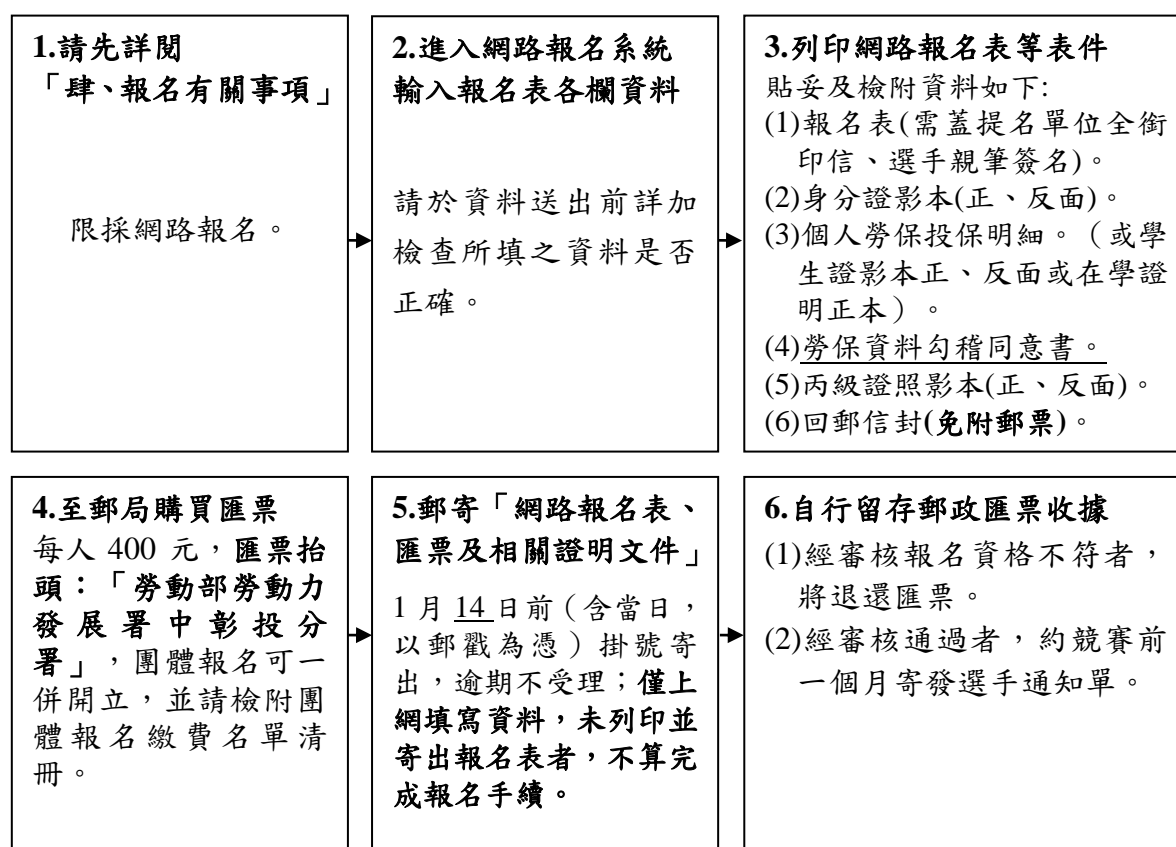 1.請先詳閱
「肆、報名有關事項」
限採網路報名。
2.進入網路報名系統
輸入報名表各欄資料
請於資料送出前詳加
檢查所填之資料是否
正確。
3.列印網路報名表等表件
貼妥及檢附資料如下:
(1)報名表(需蓋提名單位全銜
印信、選手親筆簽名)。
(2)身分證影本(正、反面)。
(3)個人勞保投保明細。（或學
生證影本正、反面或在學證
明正本）。
(4)勞保資料勾稽同意書。
(5)丙級證照影本(正、反面)。
(6)回郵信封(免附郵票)。
4.至郵局購買匯票
每人 400 元，匯票抬
頭：「勞動部勞動力
發展署中彰投分
署」，團體報名可一
併開立，並請檢附團
體報名繳費名單清
冊。
5.郵寄「網路報名表、
匯票及相關證明文件」
1 月 14 日前（含當日，
以郵戳為憑）掛號寄
出，逾期不受理；僅上
網填寫資料，未列印並
寄出報名表者，不算完
成報名手續。
6.自行留存郵政匯票收據
(1)經審核報名資格不符者，
將退還匯票。
(2)經審核通過者，約競賽前
一個月寄發選手通知單。